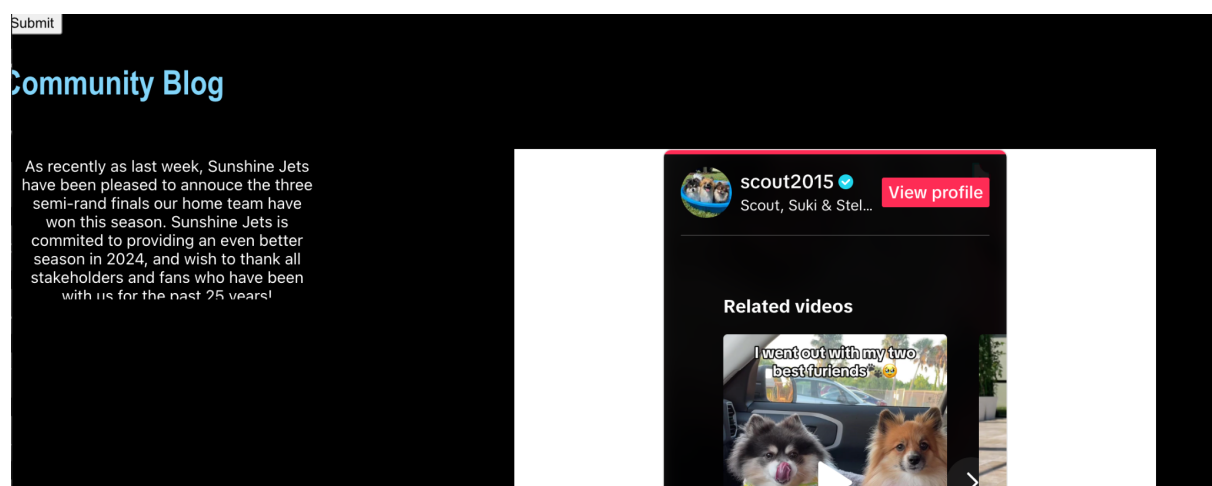 Submit
Community Blog
As recently as last week, Sunshine Jets
have been pleased to annouce the three
semi-rand finals our home team have
won this season. Sunshine Jets is
commited to providing an even better
season in 2024, and wish to thank all
stakeholders and fans who have been
with us for the past 25 years!
scout2015
Scout, Suki & Stel...
View profile
Related videos
I went out with my two
best furiends